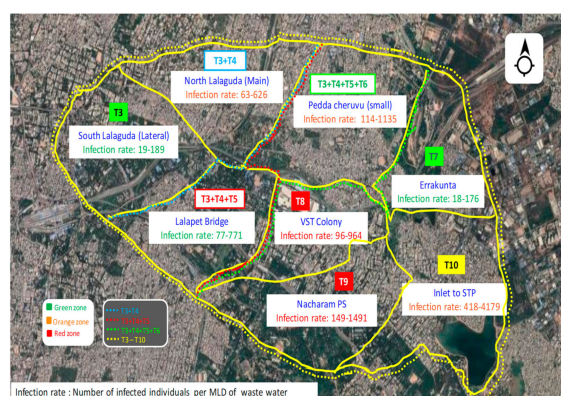 T3+T4
North Lalaguda (Main)
Infection rate: 63-626
T3+T4+T5+T6
Pedda cheruvu (small)
Infection rate: 114-1135
T3
South Lalaguda (Lateral)
Infection rate: 19-189
T7
Errakunta
Infection rate: 18-176
T3+T4+T5
Lalapet Bridge
Infection rate: 77-771
T8
VST Colony
Infection rate: 96-964
T9
Nacharam PS
Infection rate: 149-1491
T10
Inlet to STP
Infection rate: 418-4179
Green zone
Orange zone
Red zone
T3+T4
T3+T4+T5+T6
T3 – T10
Infection rate : Number of infected individuals per MLD of waste water